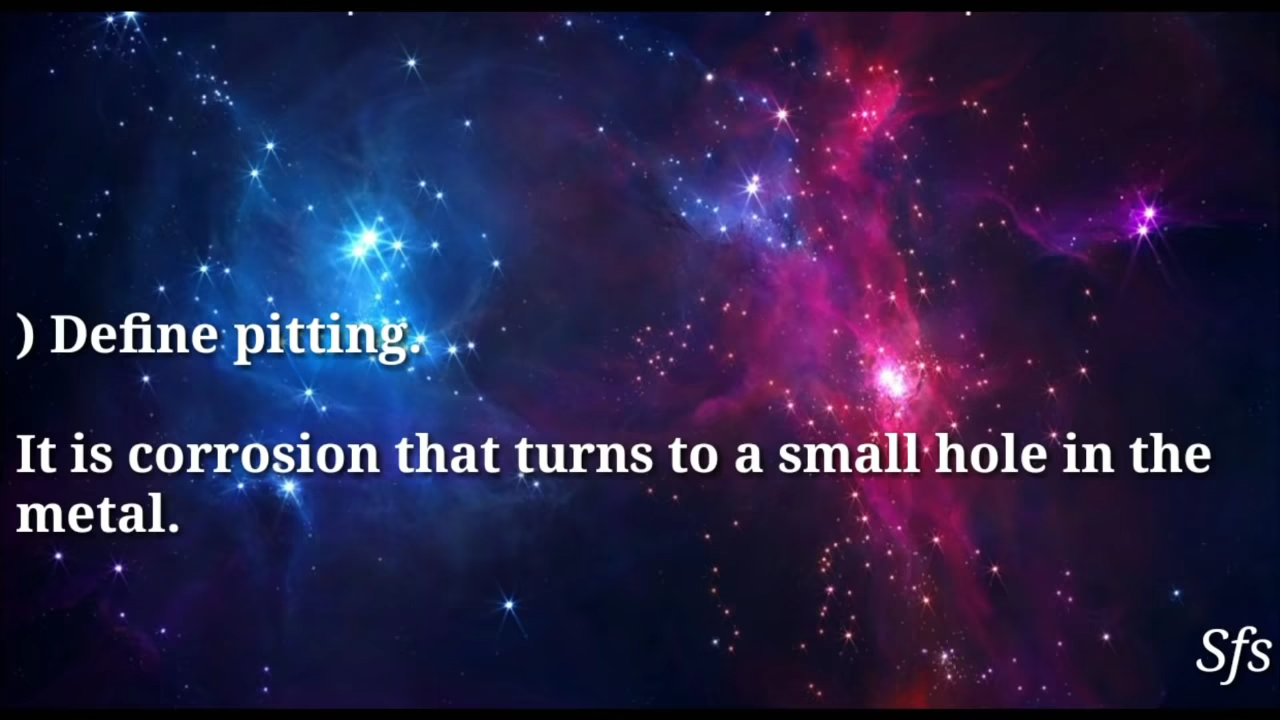 ) Define pitting.
It is corrosion that turns to a small hole in the
metal.
Sfs